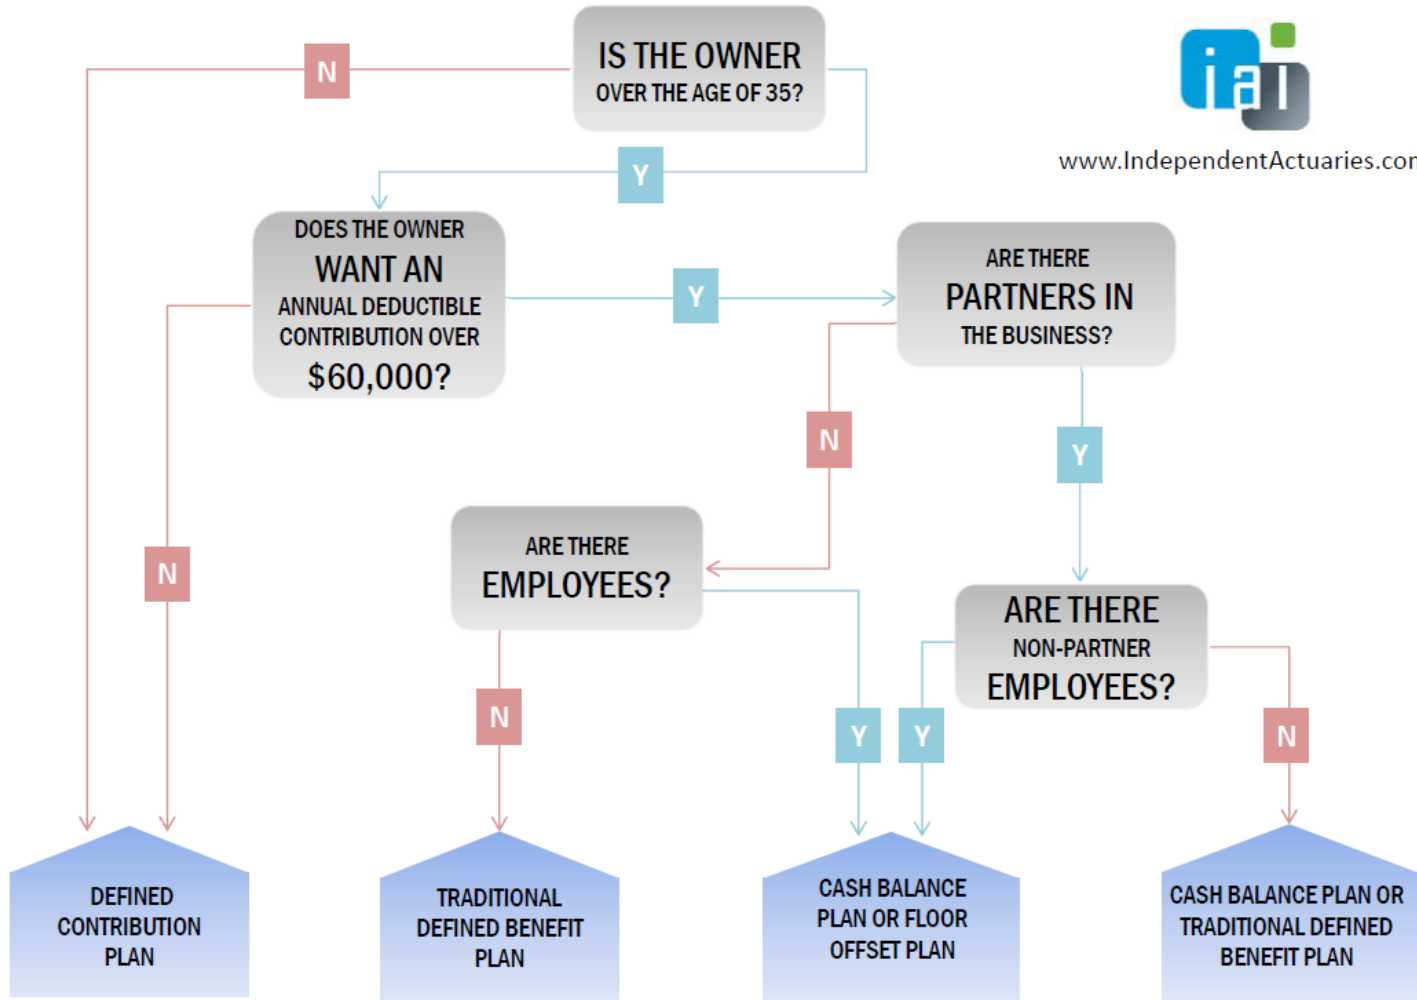 IS THE OWNER
OVER THE AGE OF 35?
N
iai
www.IndependentActuaries.com
Y
DOES THE OWNER
WANT AN
ANNUAL DEDUCTIBLE
CONTRIBUTION OVER
$60,000?
Y
ARE THERE
PARTNERS IN
THE BUSINESS?
N
Y
N
ARE THERE
EMPLOYEES?
ARE THERE
NON-PARTNER
EMPLOYEES?
N
Y
Y
N
DEFINED
CONTRIBUTION
PLAN
TRADITIONAL
DEFINED BENEFIT
PLAN
CASH BALANCE
PLAN OR FLOOR
OFFSET PLAN
CASH BALANCE PLAN OR
TRADITIONAL DEFINED
BENEFIT PLAN